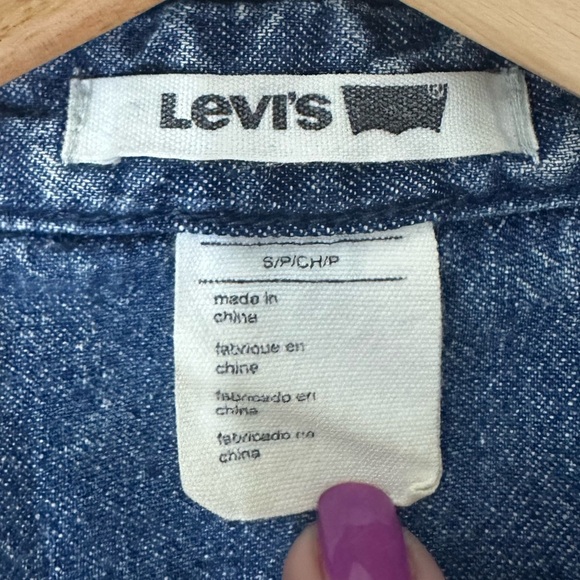 Levi's
S/P/CH/P
made in
china
fabriqué en
chine
fabricado en
china
fabricado na
china